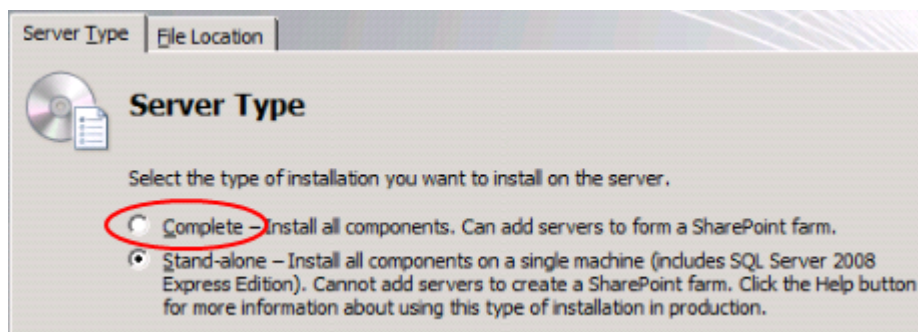 Server Type
File Location
Server Type
Select the type of installation you want to install on the server.
Complete – Install all components. Can add servers to form a SharePoint farm.
Stand-alone – Install all components on a single machine (includes SQL Server 2008
Express Edition). Cannot add servers to create a SharePoint farm. Click the Help button
for more information about using this type of installation in production.